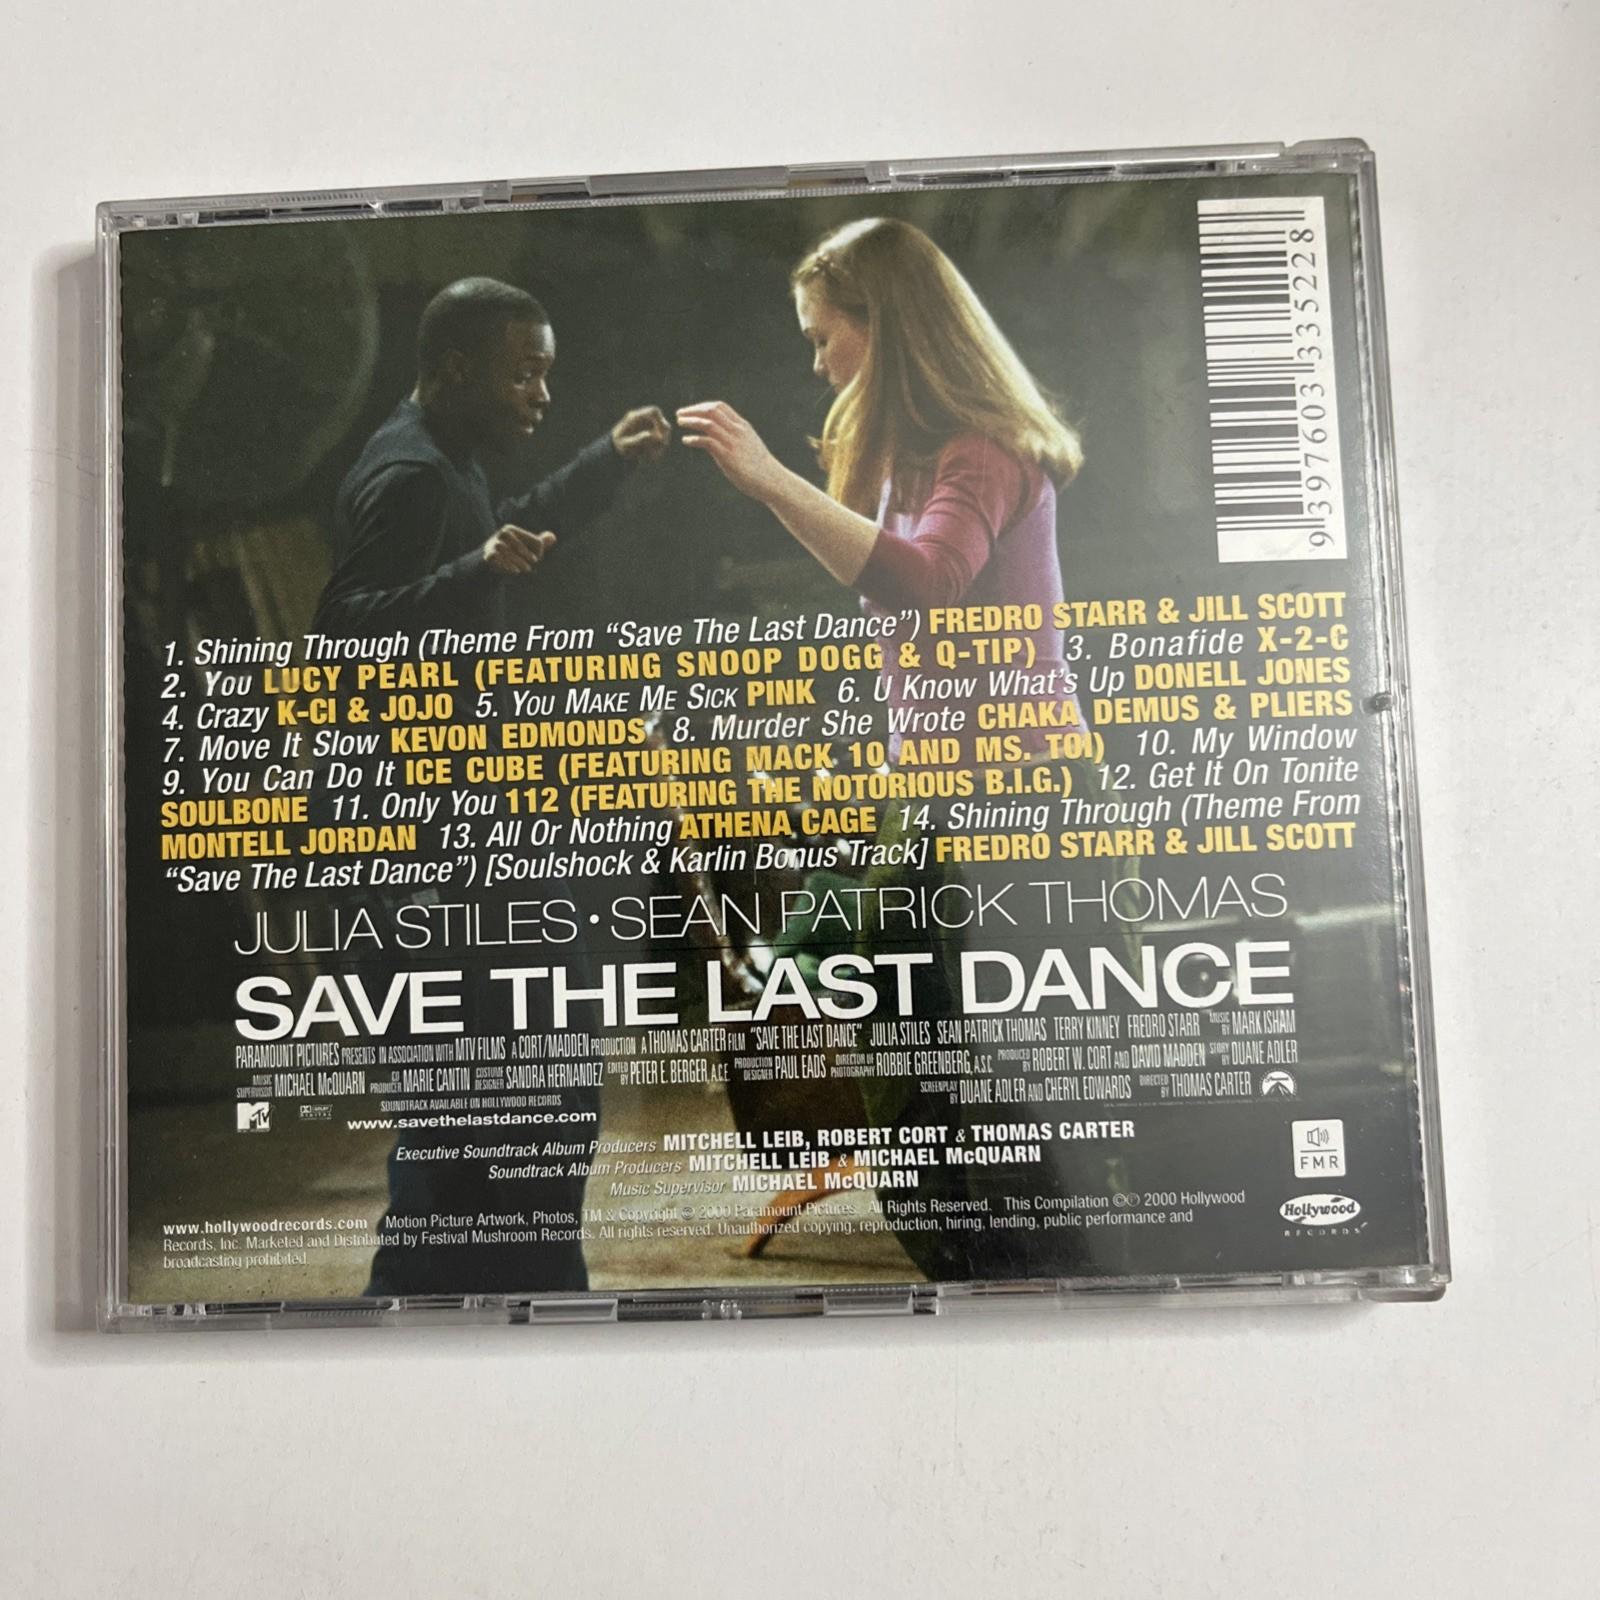 9 397603 335228
1. Shining Through (Theme From “Save The Last Dance”) FREDRO STARR & JILL SCOTT
2. You LUCY PEARL (FEATURING SNOOP DOGG & Q-TIP) 3. Bonafide X-2-C
4. Crazy K-CI & JOJO 5. YOU MAKE ME SICK PINK 6. U Know What's Up DONELL JONES
7. Move It Slow KEVON EDMONDS 8. Murder She Wrote CHAKA DEMUS & PLIERS
9. You Can Do It ICE CUBE (FEATURING MACK 10 AND MS. TOI) 10. My Window
SOULBONE 11. Only You 112 (FEATURING THE NOTORIOUS B.I.G.) 12. Get It On Tonite
MONTELL JORDAN 13. All Or Nothing ATHENA CAGE 14. Shining Through (Theme From
“Save The Last Dance”) [Soulshock & Karlin Bonus Track] FREDRO STARR & JILL SCOTT
JULIA STILES • SEAN PATRICK THOMAS
SAVE THE LAST DANCE
PARAMOUNT PICTURES PRESENTS IN ASSOCIATION WITH MTV FILMS A CORT/MADDEN PRODUCTION A THOMAS CARTER FILM "SAVE THE LAST DANCE" JULIA STILES SEAN PATRICK THOMAS TERRY KINNEY FREDRO STARR MUSIC BY MARK ISHAM
MUSIC SUPERVISOR MICHAEL McQUARN CO PRODUCER MARIE CANTIN COSTUME DESIGNER SANDRA HERNANDEZ EDITED BY PETER E. BERGER, A.C.E. PRODUCTION DESIGNER PAUL EADS DIRECTOR OF PHOTOGRAPHY ROBBIE GREENBERG, A.S.C. PRODUCED BY ROBERT W. CORT AND DAVID MADDEN STORY BY DUANE ADLER
SCREENPLAY BY DUANE ADLER AND CHERYL EDWARDS DIRECTED BY THOMAS CARTER
MTV DOLBY DIGITAL SOUNDTRACK AVAILABLE ON HOLLYWOOD RECORDS
www.savethelastdance.com
Executive Soundtrack Album Producers MITCHELL LEIB, ROBERT CORT & THOMAS CARTER
Soundtrack Album Producers MITCHELL LEIB & MICHAEL McQUARN
Music Supervisor MICHAEL McQUARN
FMR
Hollywood
RECORDS
www.hollywoodrecords.com Motion Picture Artwork, Photos, TM & Copyright © 2000 Paramount Pictures. All Rights Reserved. This Compilation ©℗ 2000 Hollywood
Records, Inc. Marketed and Distributed by Festival Mushroom Records. All rights reserved. Unauthorized copying, reproduction, hiring, lending, public performance and
broadcasting prohibited.